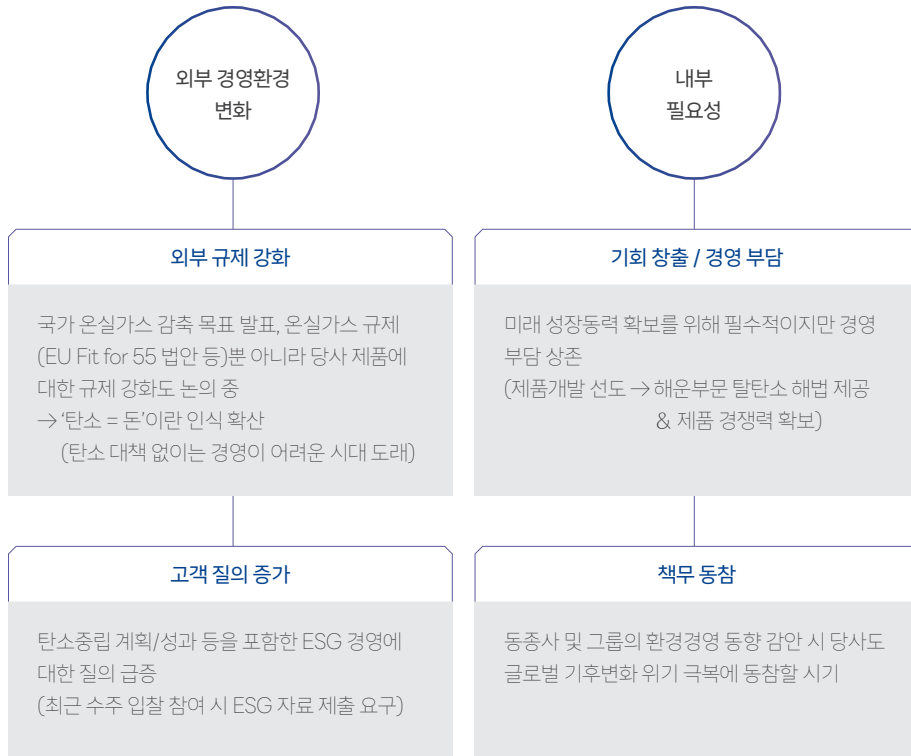 외부 경영환경
변화
외부 규제 강화
국가 온실가스 감축 목표 발표, 온실가스 규제
(EU Fit for 55 법안 등)뿐 아니라 당사 제품에
대한 규제 강화도 논의 중
→ ‘탄소 = 돈’이란 인식 확산
(탄소 대책 없이는 경영이 어려운 시대 도래)
고객 질의 증가
탄소중립 계획/성과 등을 포함한 ESG 경영에
대한 질의 급증
(최근 수주 입찰 참여 시 ESG 자료 제출 요구)
내부
필요성
기회 창출 / 경영 부담
미래 성장동력 확보를 위해 필수적이지만 경영
부담 상존
(제품개발 선도 → 해운부문 탈탄소 해법 제공
& 제품 경쟁력 확보)
책무 동참
동종사 및 그룹의 환경경영 동향 감안 시 당사도
글로벌 기후변화 위기 극복에 동참할 시기